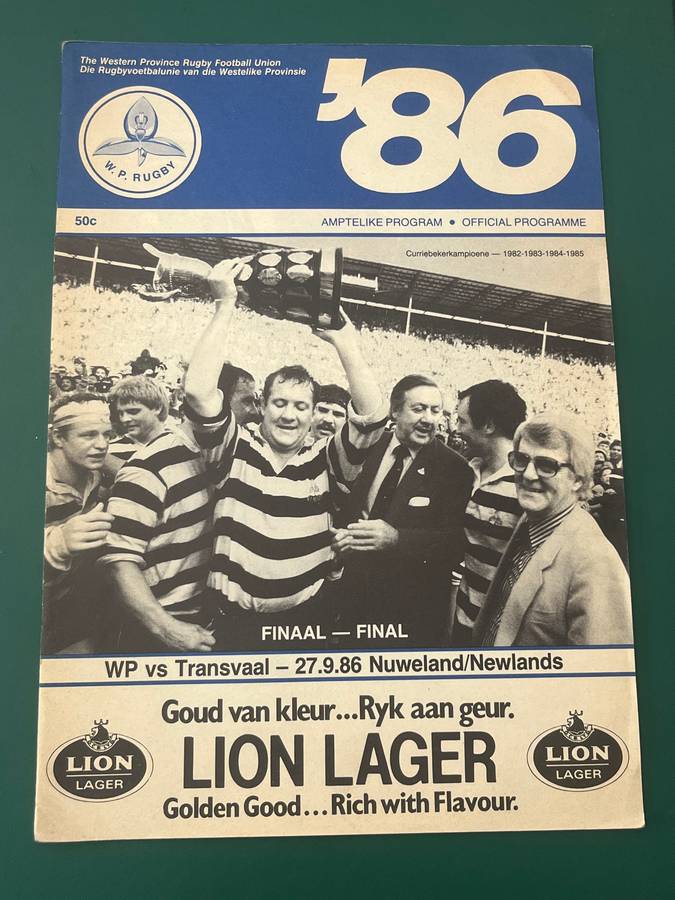 The Western Province Rugby Football Union
Die Rugbyvoetbalunie van die Westelike Provinsie
'86
W.P. RUGBY
50c
AMPTELIKE PROGRAM • OFFICIAL PROGRAMME
Curriebekerkampioene — 1982-1983-1984-1985
FINAAL — FINAL
WP vs Transvaal – 27.9.86 Nuweland/Newlands
Goud van kleur...Ryk aan geur.
LION LAGER
Golden Good...Rich with Flavour.
LION
LAGER
LION
LAGER